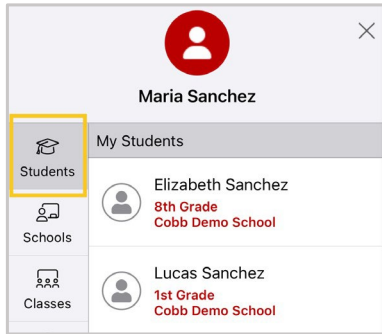 Maria Sanchez
Students
Schools
Classes
My Students
Elizabeth Sanchez
8th Grade
Cobb Demo School
Lucas Sanchez
1st Grade
Cobb Demo School